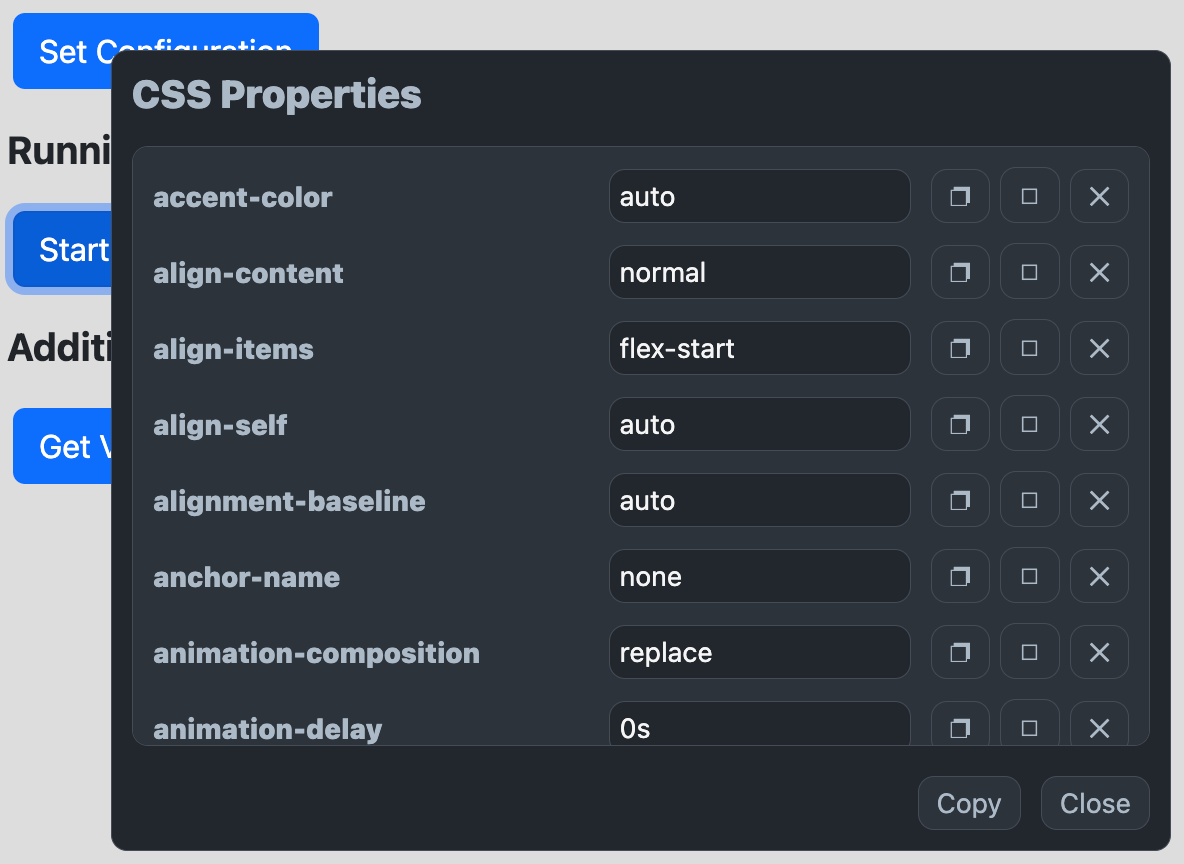 Set Configuration
CSS Properties
Runni
accent-color auto
Start
align-content normal
Additi
align-items flex-start
align-self auto
Get V
alignment-baseline auto
anchor-name none
animation-composition replace
animation-delay 0s
Copy Close